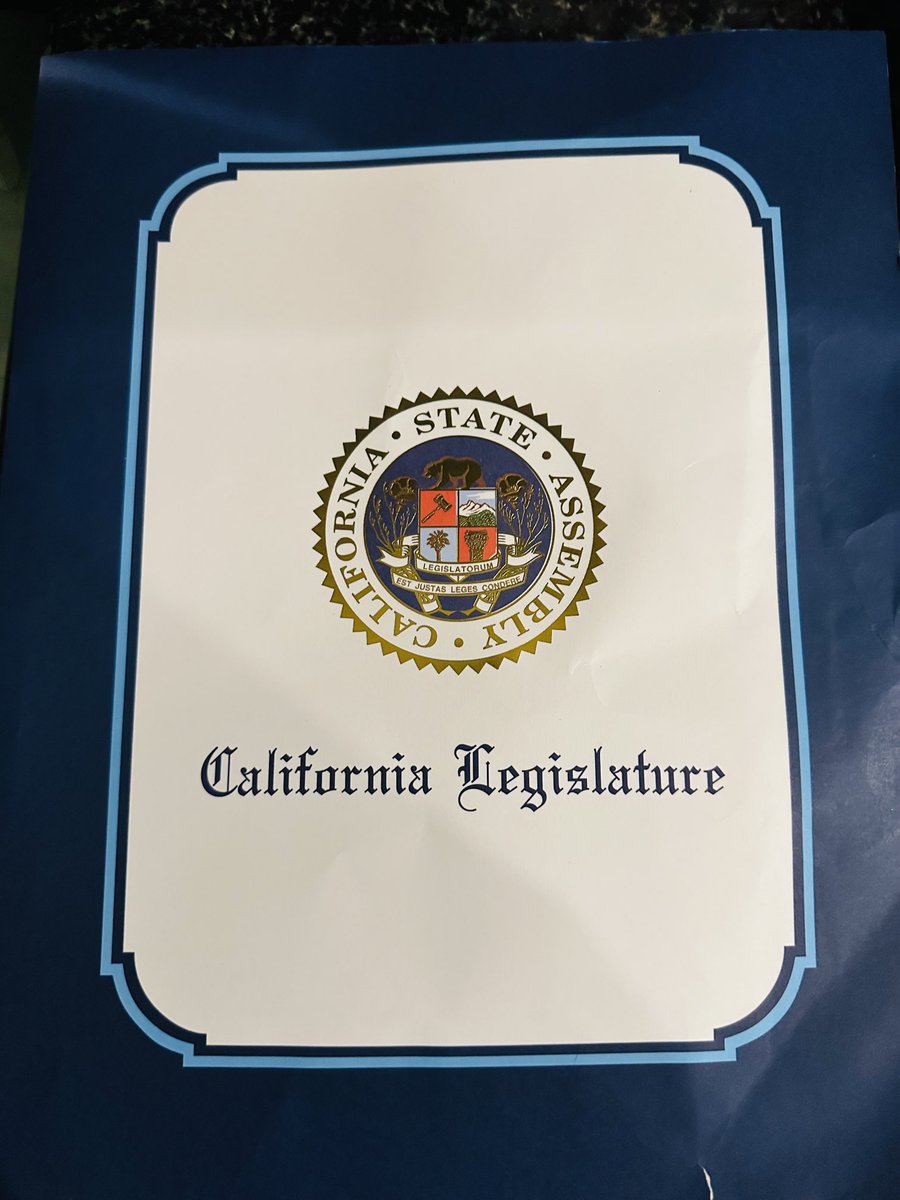 CALIFORNIA • STATE • ASSEMBLY •
LEGISLATORUM
EST JUSTAS LEGES CONDERE
California Legislature